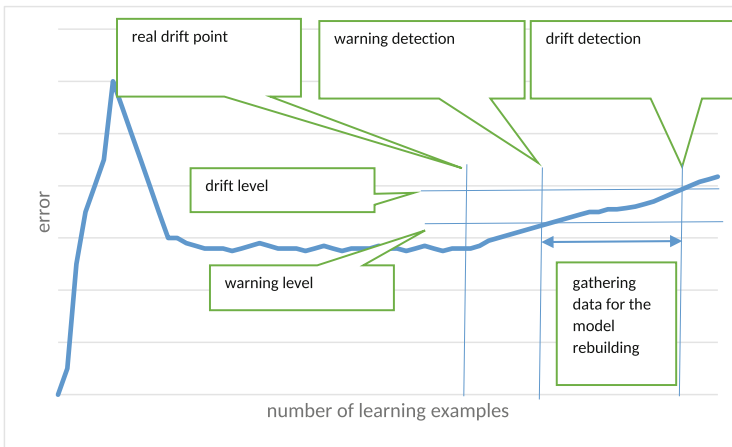 real drift point
warning detection
drift detection
drift level
error
warning level
gathering
data for the
model
rebuilding
number of learning examples